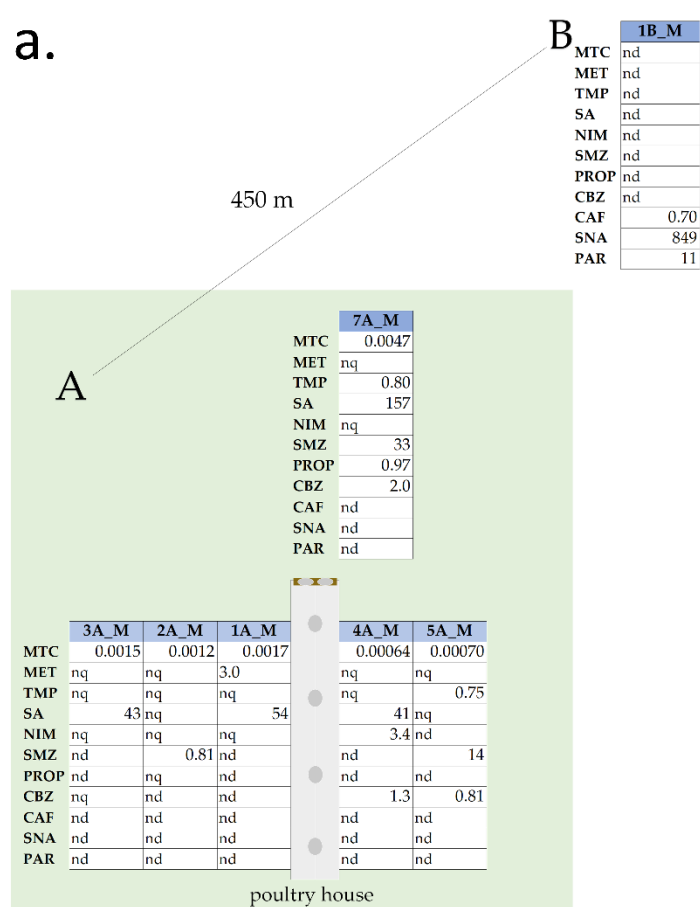 a.
B
1B_M
MTC nd
MET nd
TMP nd
SA nd
NIM nd
SMZ nd
PROP nd
CBZ nd
CAF 0.70
SNA 849
PAR 11
450 m
A
7A_M
MTC 0.0047
MET nq
TMP 0.80
SA 157
NIM nq
SMZ 33
PROP 0.97
CBZ 2.0
CAF nd
SNA nd
PAR nd
3A_M 2A_M 1A_M 4A_M 5A_M
MTC 0.0015 0.0012 0.0017 0.00064 0.00070
MET nq nq 3.0 nq nq
TMP nq nq nq nq 0.75
SA 43 nq 54 41 nq
NIM nq nq nq 3.4 nd
SMZ nd 0.81 nd nd 14
PROP nd nq nd nd nd
CBZ nq nd nd 1.3 0.81
CAF nd nd nd nd nd
SNA nd nd nd nd nd
PAR nd nd nd nd nd
poultry house